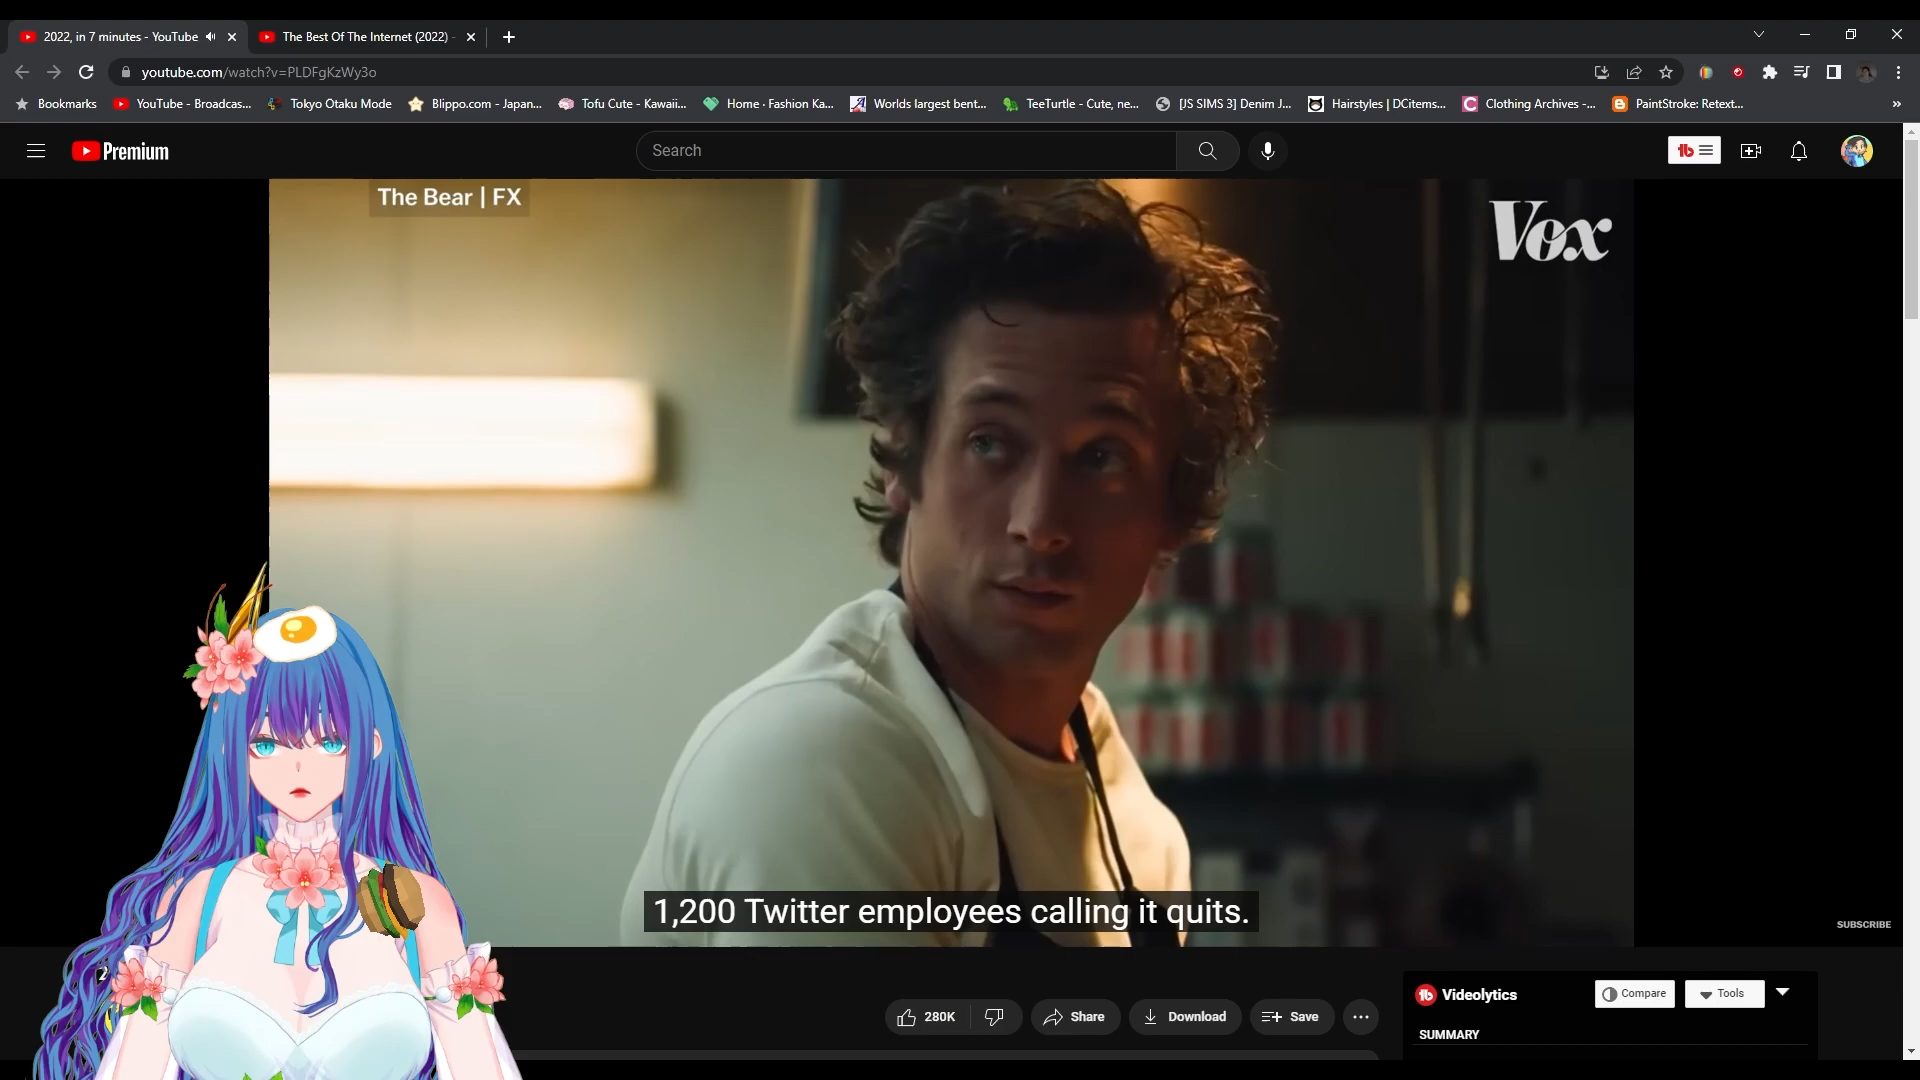 2022, in 7 minutes - YouTube
The Best Of The Internet (2022) -
youtube.com/watch?v=PLDFgKzWy3o
Bookmarks
YouTube - Broadcas...
Tokyo Otaku Mode
Blippo.com - Japan...
Tofu Cute - Kawaii...
Home · Fashion Ka...
Worlds largest bent...
TeeTurtle - Cute, ne...
[JS SIMS 3] Denim J...
Hairstyles | DCitems...
Clothing Archives -...
PaintStroke: Retext...
»
Premium
Search
The Bear | FX
Vox
1,200 Twitter employees calling it quits.
SUBSCRIBE
2
280K
Share
Download
Save
Videolytics
Compare
Tools
SUMMARY